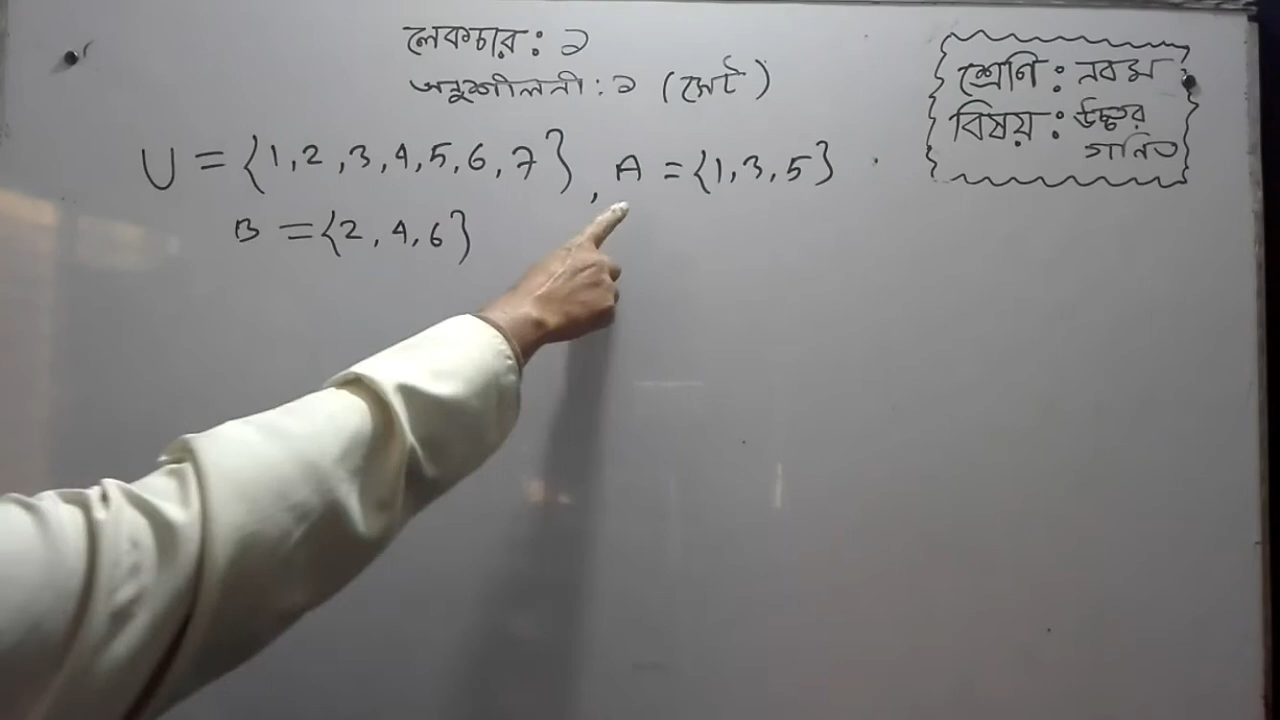 লেকচার: ১
অনুশীলনী: ১ (সেট)
শ্রেণি: নবম
বিষয়: উচ্চতর
গনিত
U = {1, 2, 3, 4, 5, 6, 7}, A = {1, 3, 5}
B = {2, 4, 6}